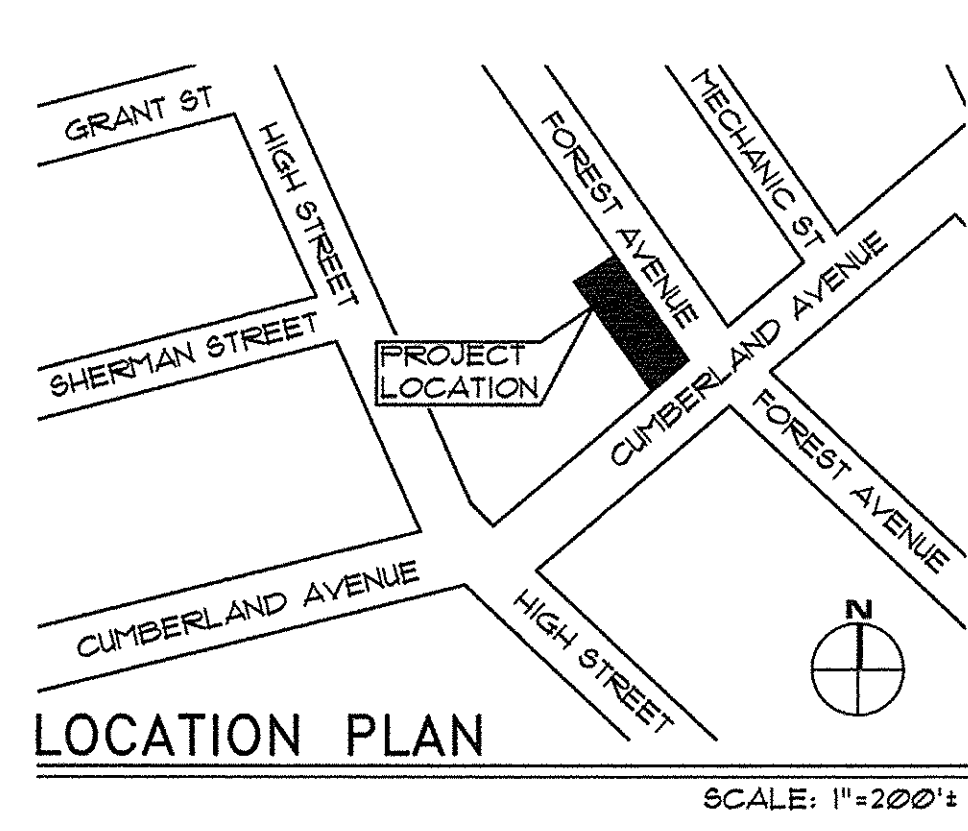 GRANT ST
HIGH STREET
FOREST AVENUE
MECHANIC ST
SHERMAN STREET
PROJECT
LOCATION
CUMBERLAND AVENUE
FOREST AVENUE
CUMBERLAND AVENUE
HIGH STREET
N
LOCATION PLAN
SCALE: 1"=200'±